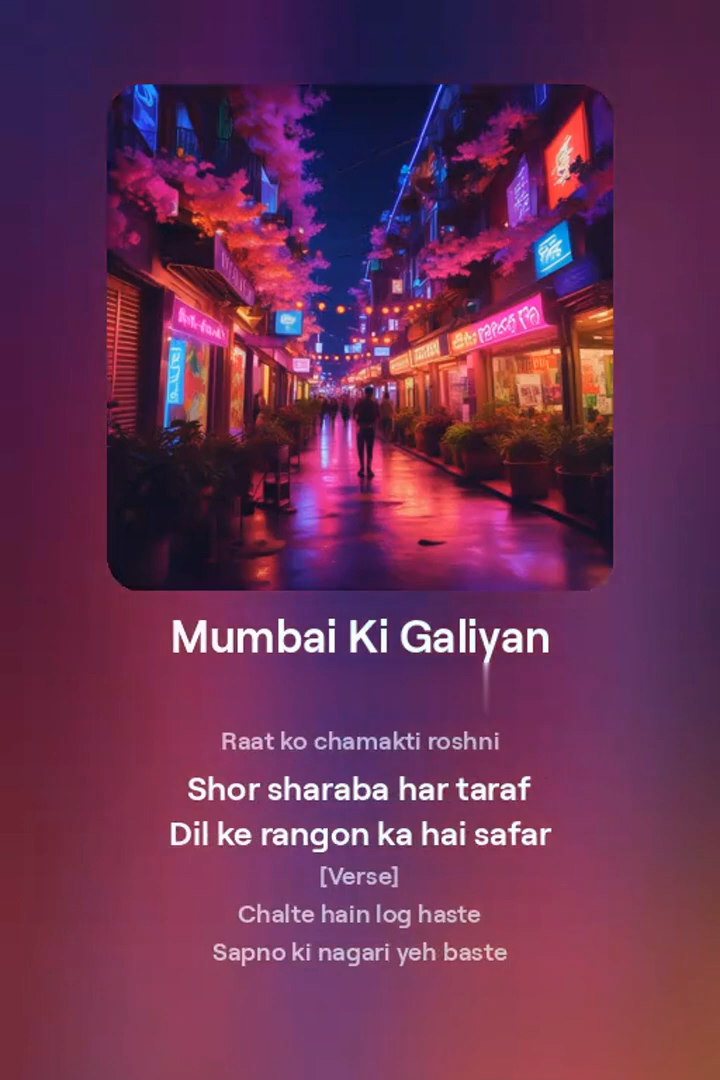 Mumbai Ki Galiyan
Raat ko chamakti roshni
Shor sharaba har taraf
Dil ke rangon ka hai safar
[Verse]
Chalte hain log haste
Sapno ki nagari yeh baste